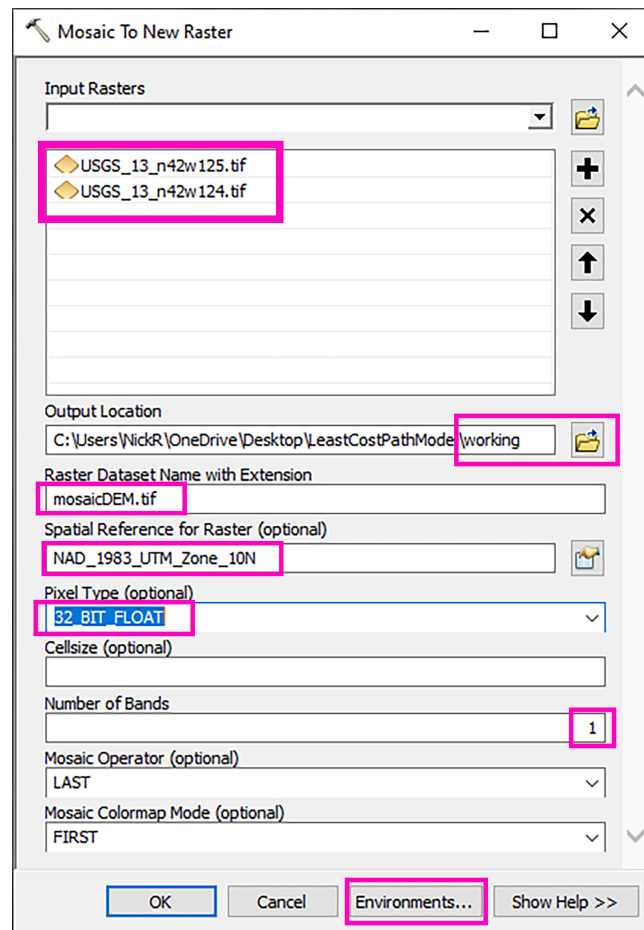 Mosaic To New Raster
Input Rasters
USGS_13_n42w125.tif
USGS_13_n42w124.tif
Output Location
C:\Users\NickR\OneDrive\Desktop\LeastCostPathMode\working
Raster Dataset Name with Extension
mosaicDEM.tif
Spatial Reference for Raster (optional)
NAD_1983_UTM_Zone_10N
Pixel Type (optional)
32_BIT_FLOAT
Cellsize (optional)
Number of Bands
1
Mosaic Operator (optional)
LAST
Mosaic Colormap Mode (optional)
FIRST
OK Cancel Environments... Show Help >>